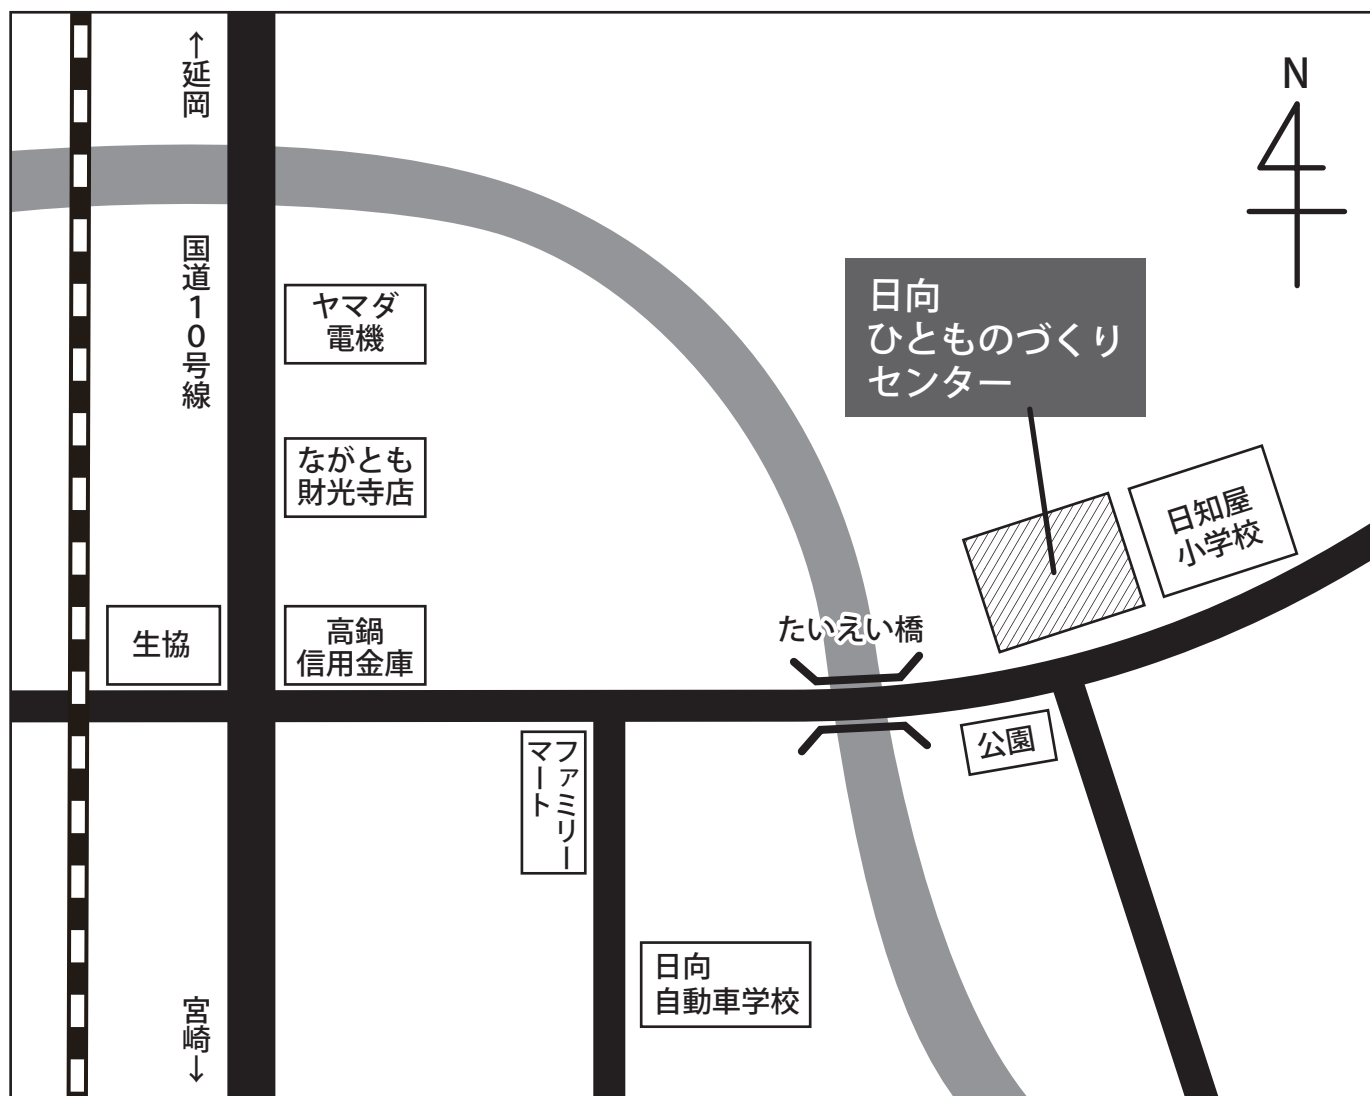 ↑延岡
N
国道10号線
ヤマダ
電機
日向
ひとものづくり
センター
ながとも
財光寺店
日知屋
小学校
生協
高鍋
信用金庫
たいえい橋
公園
ファミリー
マート
日向
自動車学校
宮崎↓